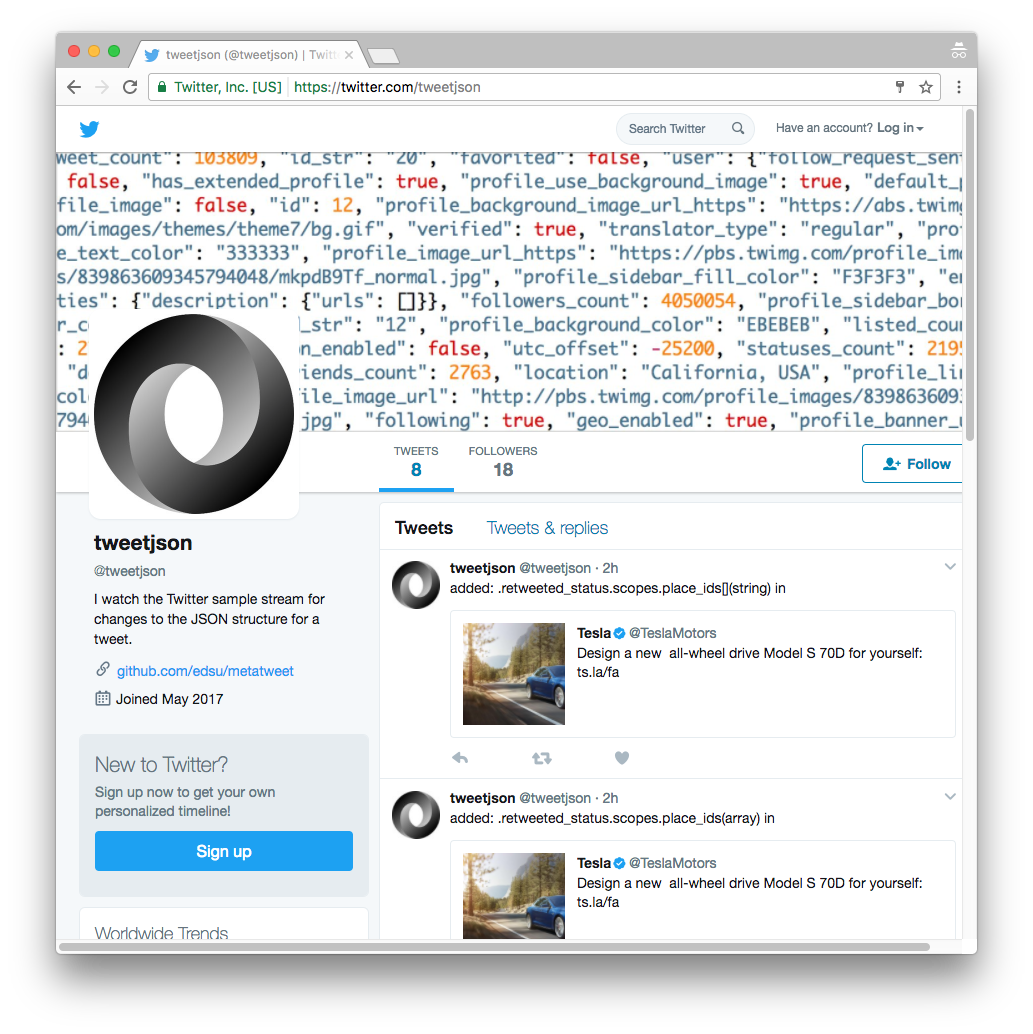 tweetjson (@tweetjson) | Twitt
Twitter, Inc. [US] https://twitter.com/tweetjson
Search Twitter Have an account? Log in
weet_count": 103809, "id_str": "20", "favorited": false, "user": {"follow_request_sen
false, "has_extended_profile": true, "profile_use_background_image": true, "default_p
file_image": false, "id": 12, "profile_background_image_url_https": "https://abs.twimg
om/images/themes/theme7/bg.gif", "verified": true, "translator_type": "regular", "pro
e_text_color": "333333", "profile_image_url_https": "https://pbs.twimg.com/profile_im
s/839863609345794048/mkpdB9Tf_normal.jpg", "profile_sidebar_fill_color": "F3F3F3", "e
ties": {"description": {"urls": []}}, "followers_count": 4050054, "profile_sidebar_bo
r_c _str": "12", "profile_background_color": "EBEBEB", "listed_cou
: 2 on_enabled": false, "utc_offset": -25200, "statuses_count": 2195
"d iends_count": 2763, "location": "California, USA", "profile_li
col file_image_url": "http://pbs.twimg.com/profile_images/8398636093
794 jpg", "following": true, "geo_enabled": true, "profile_banner_u
TWEETS
8
FOLLOWERS
18
Follow
tweetjson
@tweetjson
I watch the Twitter sample stream for
changes to the JSON structure for a
tweet.
github.com/edsu/metatweet
Joined May 2017
New to Twitter?
Sign up now to get your own
personalized timeline!
Sign up
Worldwide Trends
Tweets Tweets & replies
tweetjson @tweetjson · 2h
added: .retweeted_status.scopes.place_ids[](string) in
Tesla @TeslaMotors
Design a new all-wheel drive Model S 70D for yourself:
ts.la/fa
tweetjson @tweetjson · 2h
added: .retweeted_status.scopes.place_ids(array) in
Tesla @TeslaMotors
Design a new all-wheel drive Model S 70D for yourself:
ts.la/fa